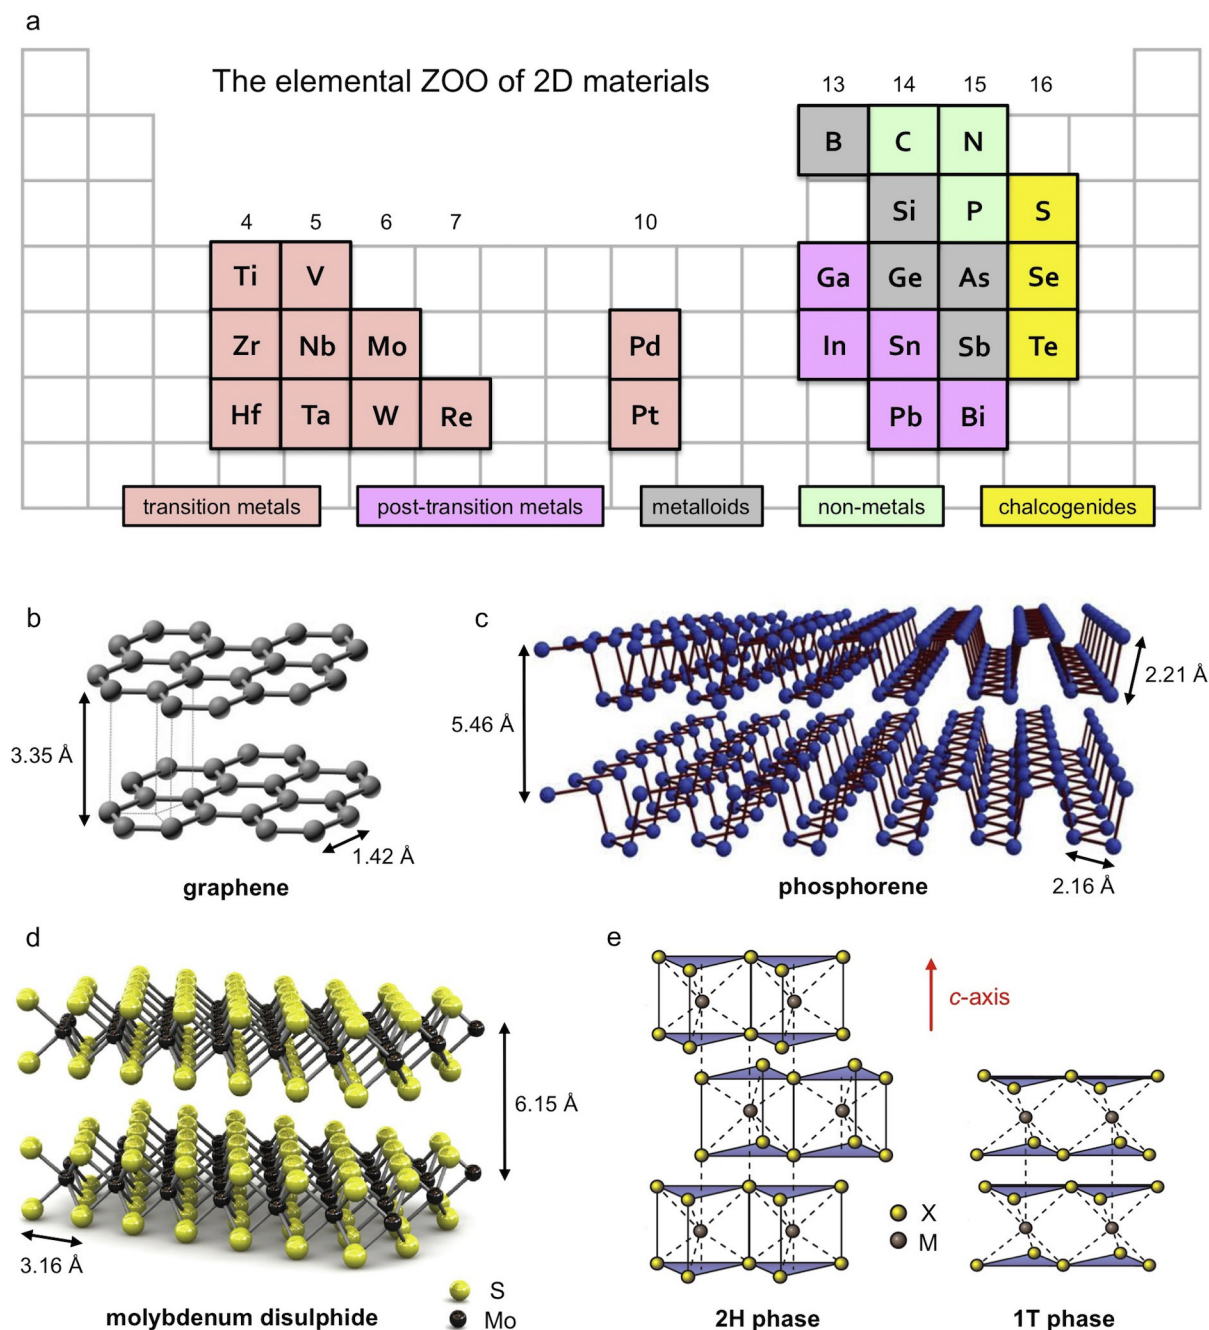 a
The elemental ZOO of 2D materials
13 14 15 16
B C N
Si P S
4 5 6 7 10
Ti V Ga Ge As Se
Zr Nb Mo Pd In Sn Sb Te
Hf Ta W Re Pt Pb Bi
transition metals post-transition metals metalloids non-metals chalcogenides
b
3.35 Å
1.42 Å
graphene
c
5.46 Å
2.21 Å
2.16 Å
phosphorene
d
6.15 Å
3.16 Å
S
Mo
molybdenum disulphide
e
c-axis
X
M
2H phase
1T phase